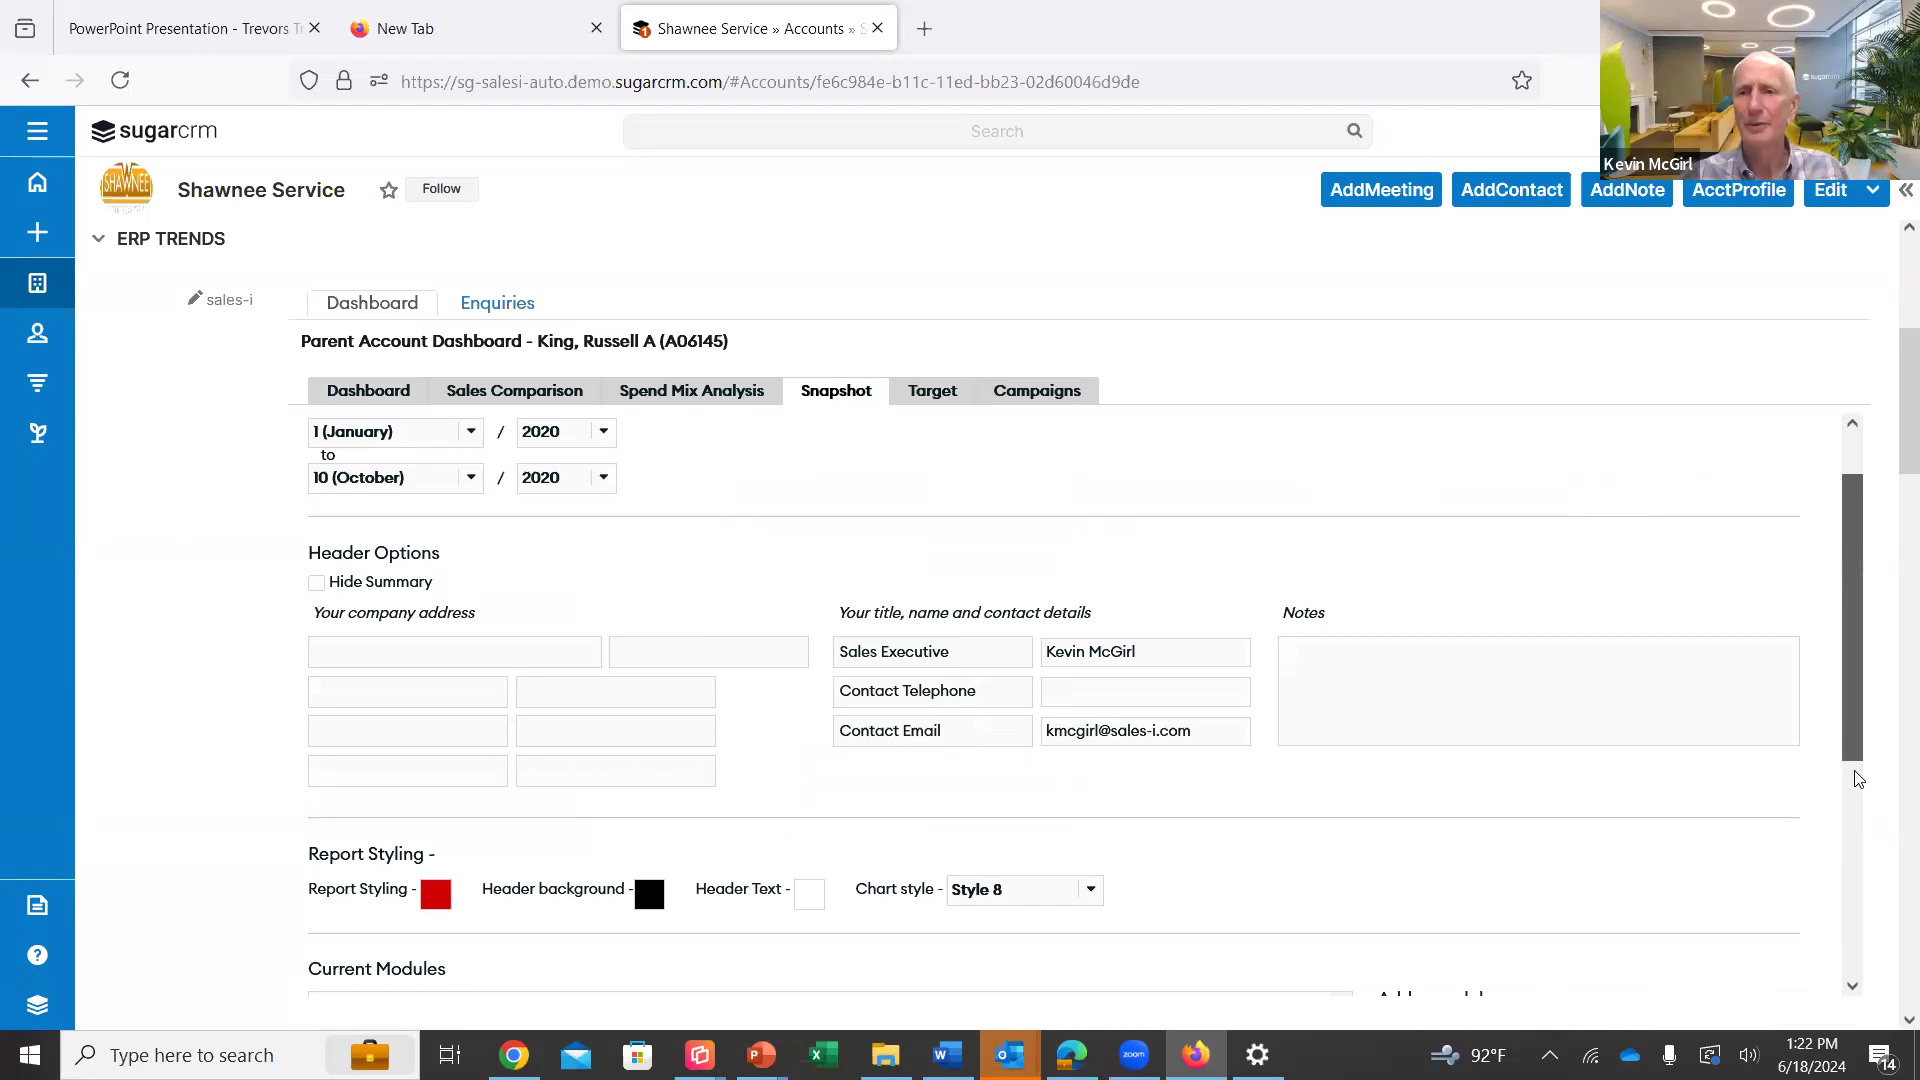 PowerPoint Presentation - Trevors Tr
New Tab
Shawnee Service » Accounts » S
https://sg-salesi-auto.demo.sugarcrm.com/#Accounts/fe6c984e-b11c-11ed-bb23-02d60046d9de
sugarcrm
Search
sugarcrm
Kevin McGirl
SHAWNEE
Shawnee Service
Follow
AddMeeting
AddContact
AddNote
AcctProfile
Edit
ERP TRENDS
sales-i
Dashboard
Enquiries
Parent Account Dashboard - King, Russell A (A06145)
Dashboard
Sales Comparison
Spend Mix Analysis
Snapshot
Target
Campaigns
1 (January) / 2020
to
10 (October) / 2020
Header Options
Hide Summary
Your company address
Your title, name and contact details
Notes
Sales Executive
Kevin McGirl
Contact Telephone
Contact Email
kmcgirl@sales-i.com
Report Styling -
Report Styling -
Header background -
Header Text -
Chart style -
Style 8
Current Modules
Type here to search
zoom
92°F
1:22 PM
6/18/2024
14